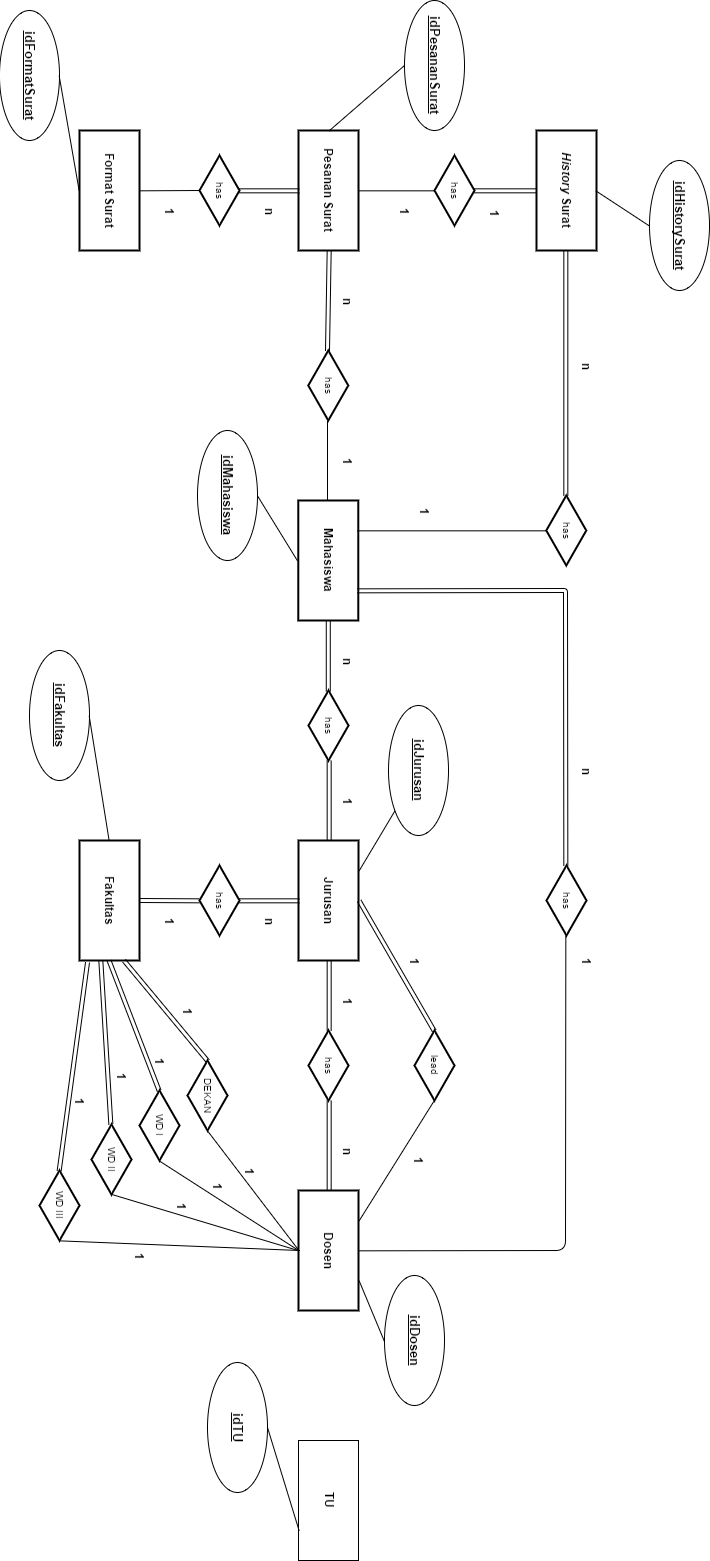 idHistorySurat
n
n
1
History Surat
has
has
1
has
idPesananSurat
lead
1
idJurusan
1
1
idDosen
1
n
1
n
1
1
n
Pesanan Surat
has
Mahasiswa
has
Jurusan
has
Dosen
TU
n
n
1
idTU
idMahasiswa
has
has
1
DEKAN
1
1
1
1
1
WD I
1
1
Format Surat
Fakultas
WD II
1
idFakultas
WD III
idFormatSurat